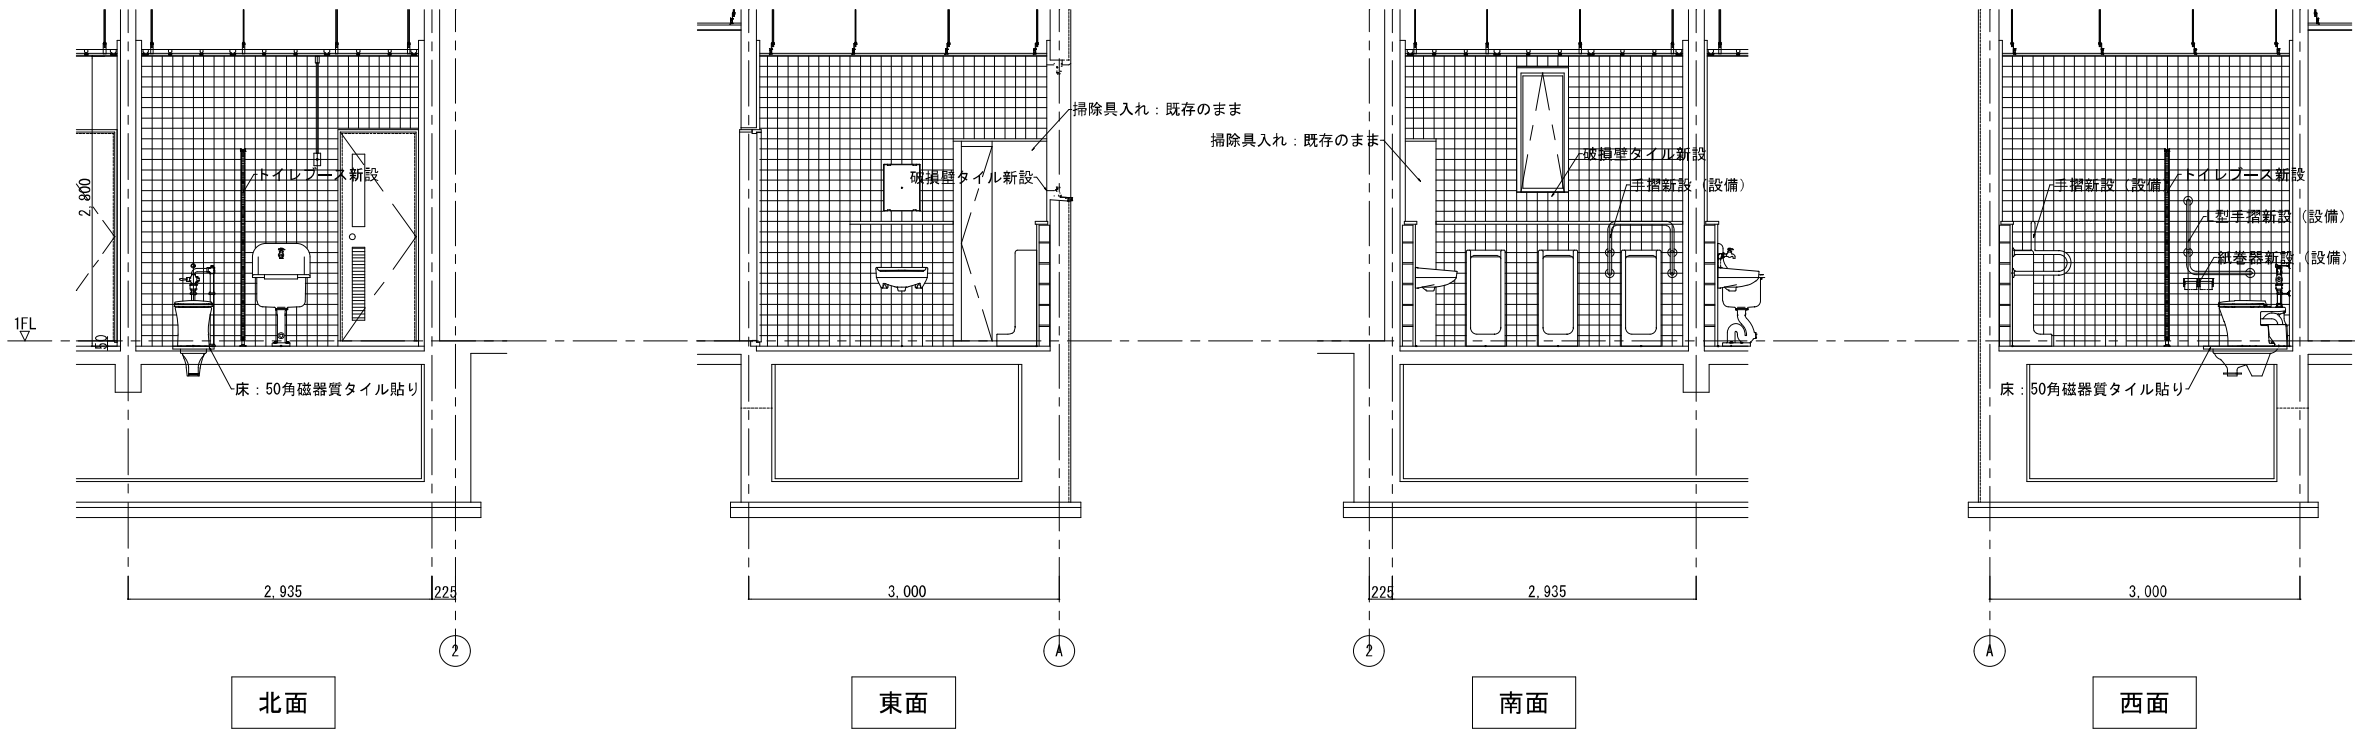 掃除具入れ：既存のまま
掃除具入れ：既存のまま
破損壁タイル新設
トイレブース新設
破損壁タイル新設
手摺新設（設備）
手摺新設（設備
トイレブース新設
2,800
L型手摺新設（設備）
紙巻器新設（設備）
1FL
50
床：50角磁器質タイル貼り
床：50角磁器質タイル貼り
2,935
225
3,000
225
2,935
3,000
2
A
2
A
北面
東面
南面
西面